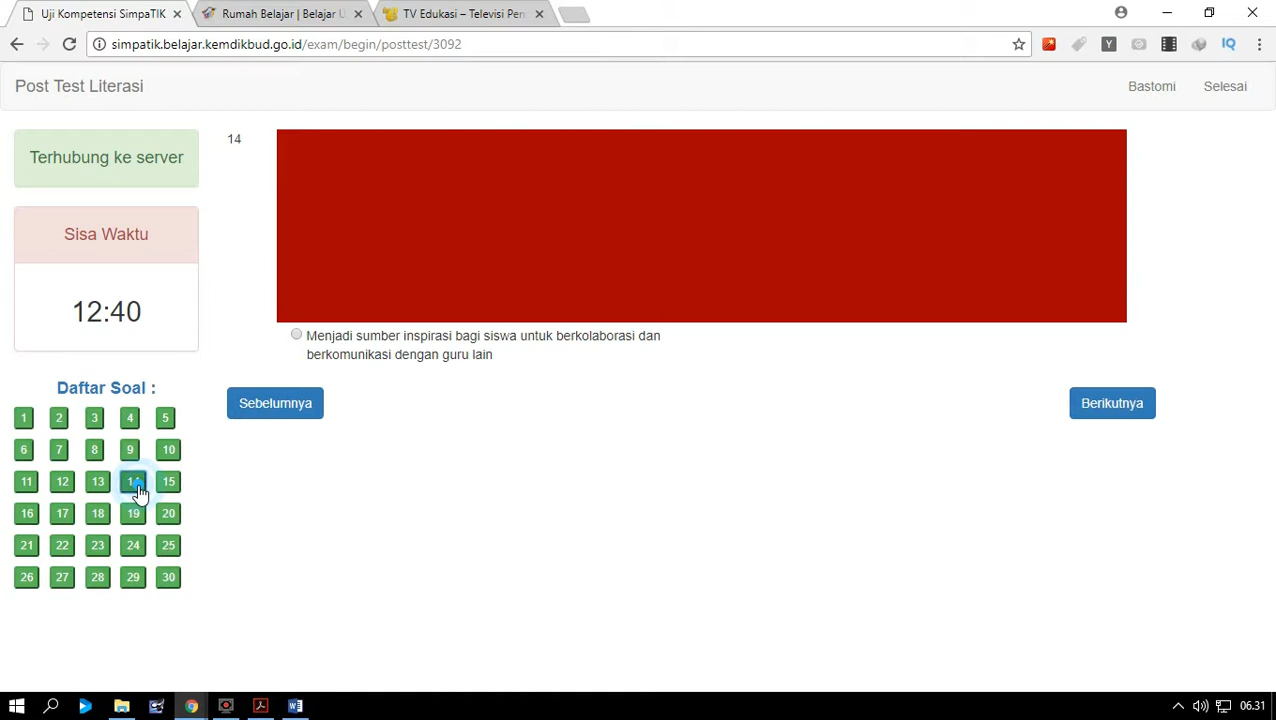 Uji Kompetensi SimpaTIK
Rumah Belajar | Belajar U
TV Edukasi – Televisi Pen
simpatik.belajar.kemdikbud.go.id/exam/begin/posttest/3092
Y
IQ
Post Test Literasi
Bastomi
Selesai
Terhubung ke server
Sisa Waktu
12:40
Daftar Soal :
1 2 3 4 5
6 7 8 9 10
11 12 13 14 15
16 17 18 19 20
21 22 23 24 25
26 27 28 29 30
14
Menjadi sumber inspirasi bagi siswa untuk berkolaborasi dan
berkomunikasi dengan guru lain
Sebelumnya
Berikutnya
06.31